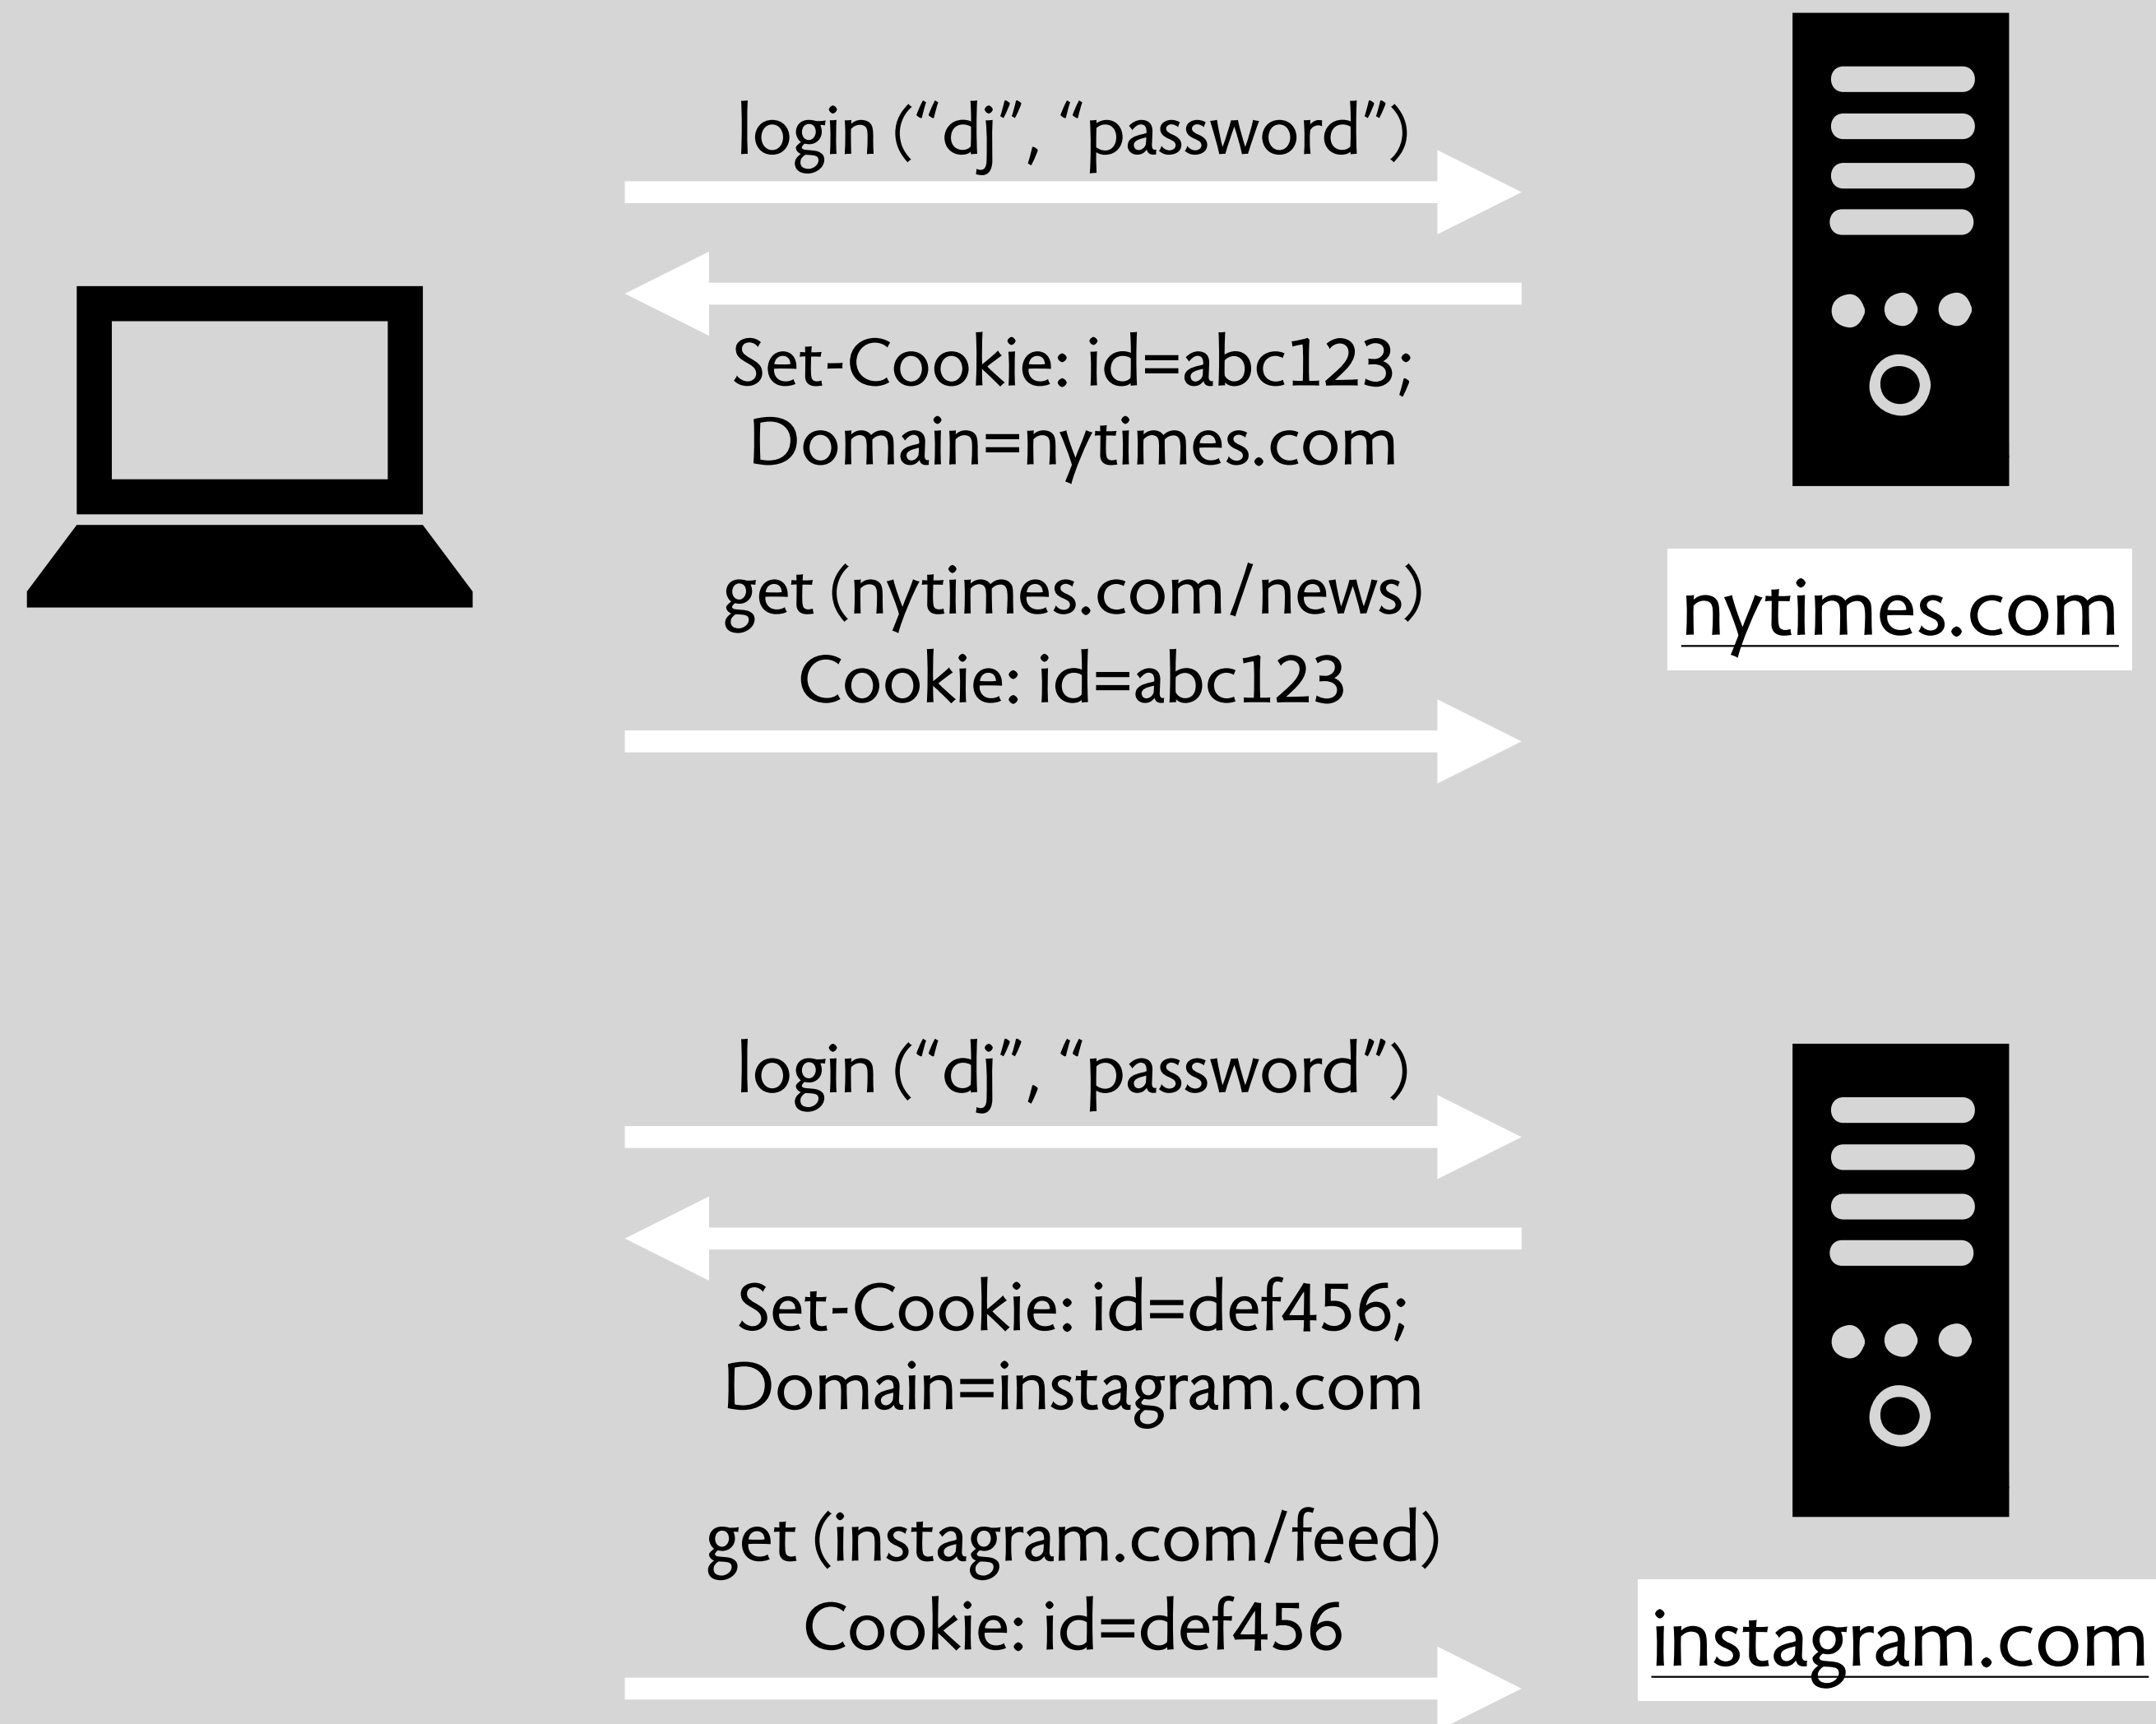 login (“dj”, “password”)
Set-Cookie: id=abc123;
Domain=nytimes.com
get (nytimes.com/news)
Cookie: id=abc123
nytimes.com
login (“dj”, “password”)
Set-Cookie: id=def456;
Domain=instagram.com
get (instagram.com/feed)
Cookie: id=def456
instagram.com